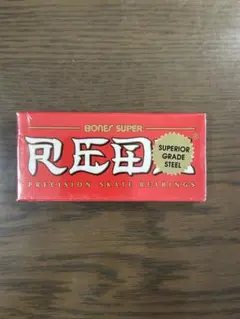 BONES SUPER
REDS
®
SUPERIOR
GRADE
STEEL
PRECISION SKATE BEARINGS